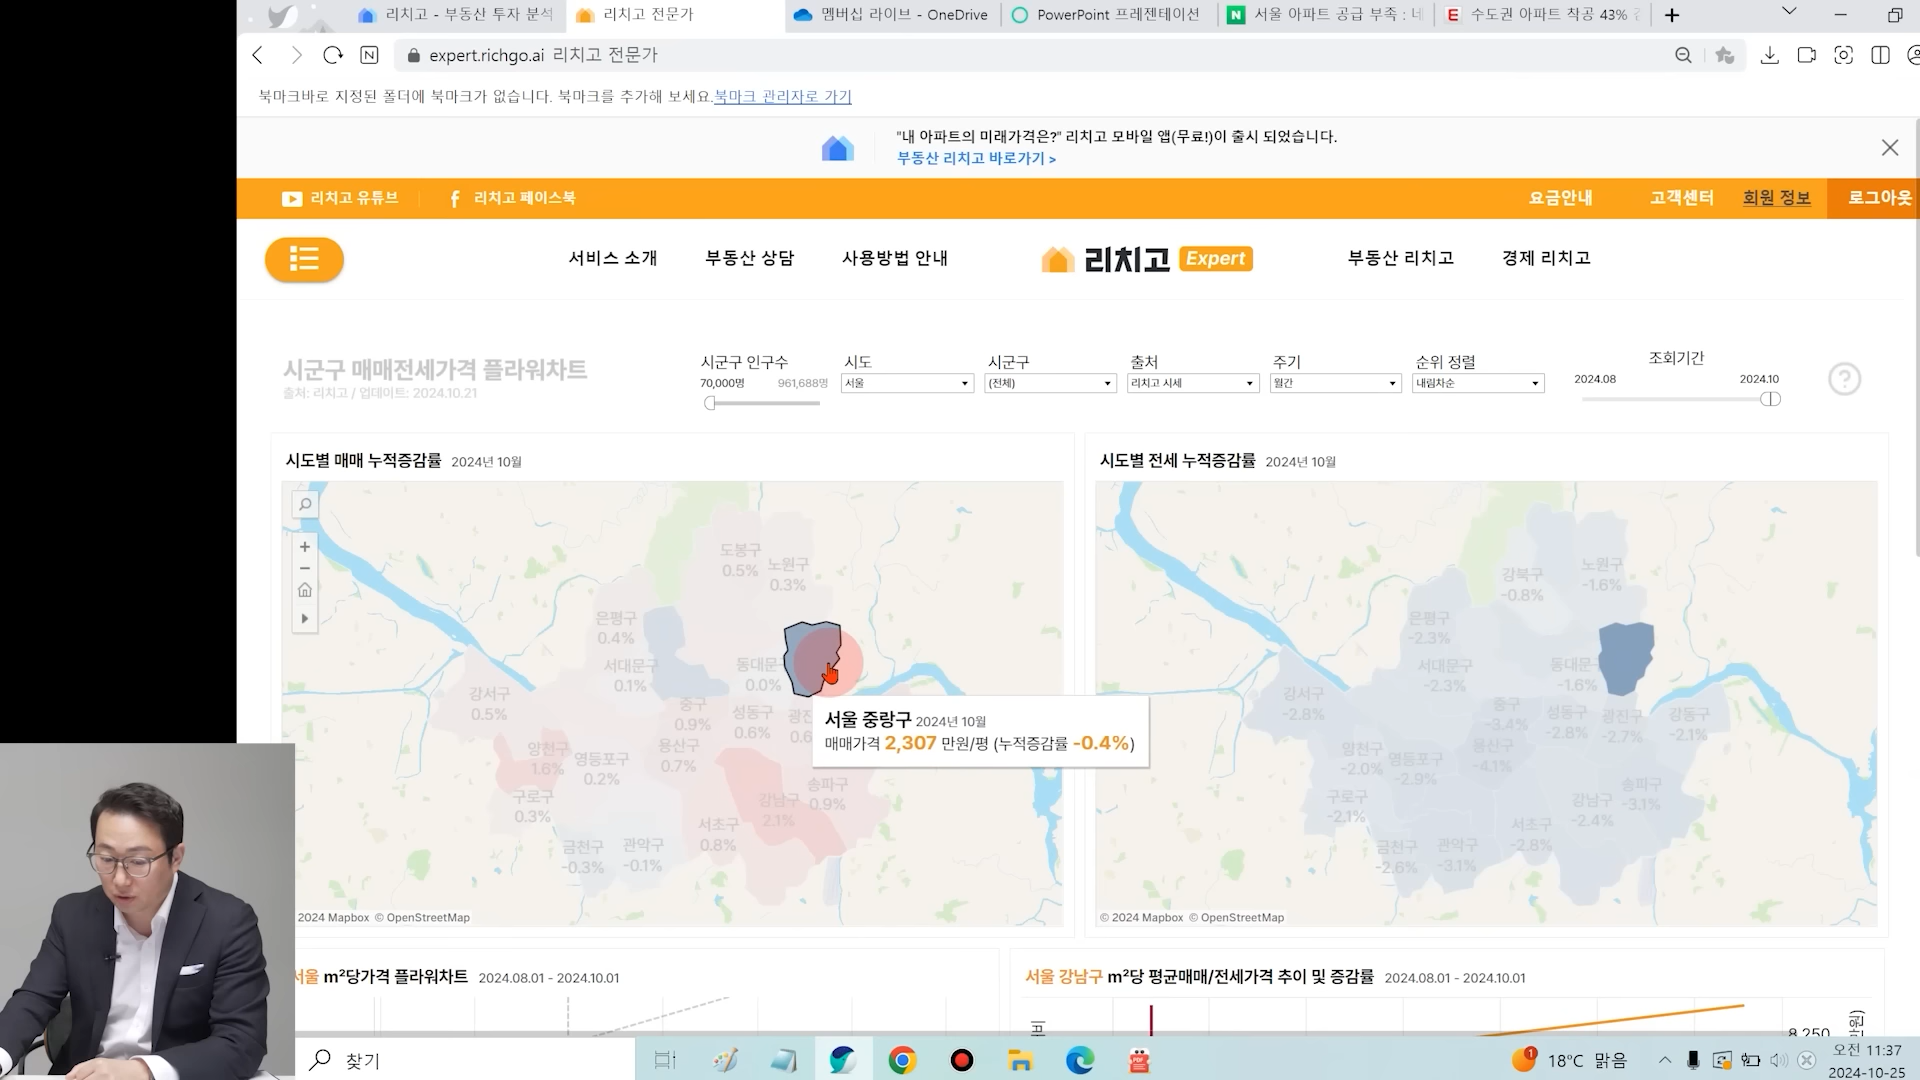 리치고 - 부동산 투자 분석
리치고 전문가
멤버십 라이브 - OneDrive
PowerPoint 프레젠테이션
서울 아파트 공급 부족 : 네
수도권 아파트 착공 43%
expert.richgo.ai 리치고 전문가
북마크바로 지정된 폴더에 북마크가 없습니다. 북마크를 추가해 보세요. 북마크 관리자로 가기
"내 아파트의 미래가격은?" 리치고 모바일 앱(무료!)이 출시 되었습니다.
부동산 리치고 바로가기 >
리치고 유튜브
리치고 페이스북
요금안내
고객센터
회원 정보
로그아웃
서비스 소개
부동산 상담
사용방법 안내
리치고 Expert
부동산 리치고
경제 리치고
시군구 매매전세가격 플라워차트
출처: 리치고 / 업데이트: 2024.10.21
시군구 인구수
70,000명
961,688명
시도
서울
시군구
(전체)
출처
리치고 시세
주기
월간
순위 정렬
내림차순
조회기간
2024.08
2024.10
시도별 매매 누적증감률 2024년 10월
도봉구
0.5%
노원구
0.3%
은평구
0.4%
서대문구
0.1%
동대문
0.0%
강서구
0.5%
중구
0.9%
성동구
0.6%
광진
0.6
양천구
1.6%
영등포구
0.2%
용산구
0.7%
구로구
0.3%
강남구
2.1%
송파구
0.9%
서초구
0.8%
금천구
-0.3%
관악구
-0.1%
서울 중랑구 2024년 10월
매매가격 2,307 만원/평 (누적증감률 -0.4%)
2024 Mapbox © OpenStreetMap
시도별 전세 누적증감률 2024년 10월
강북구
-0.8%
노원구
-1.6%
은평구
-2.3%
서대문구
-2.3%
동대문
-1.6%
강서구
-2.8%
중구
-3.4%
성동구
-2.8%
광진구
-2.7%
강동구
-2.1%
양천구
-2.0%
영등포구
-2.9%
용산구
-4.1%
구로구
-2.1%
강남구
-2.4%
송파구
-3.1%
서초구
-2.8%
금천구
-2.6%
관악구
-3.1%
© 2024 Mapbox © OpenStreetMap
서울 m²당가격 플라워차트 2024.08.01 - 2024.10.01
서울 강남구 m²당 평균매매/전세가격 추이 및 증감률 2024.08.01 - 2024.10.01
8,250
찾기
18°C 맑음
오전 11:37
2024-10-25